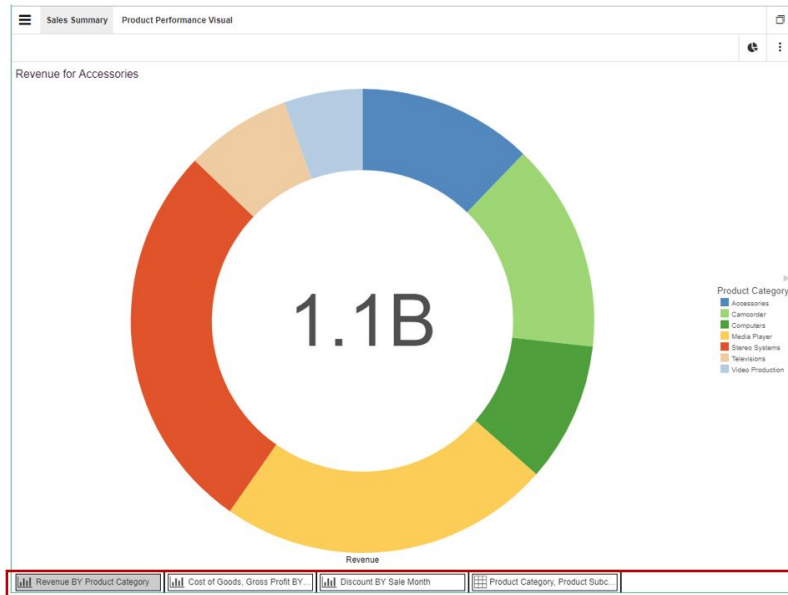 Sales Summary Product Performance Visual
Revenue for Accessories
1.1B
Product Category
Accessories
Camcorder
Computers
Media Player
Stereo Systems
Televisions
Video Production
Revenue
Revenue BY Product Category Cost of Goods, Gross Profit BY... Discount BY Sale Month Product Category, Product Subc...